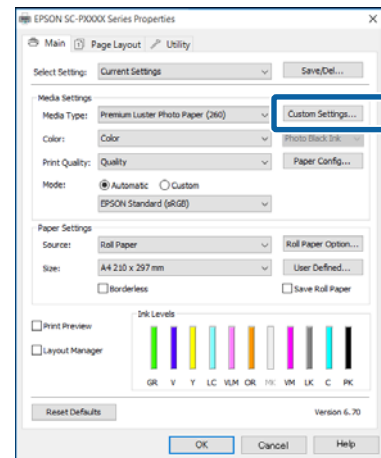 EPSON SC-PXXXX Series Properties
Main Page Layout Utility
Select Setting: Current Settings Save/Del...
Media Settings
Media Type: Premium Luster Photo Paper (260) Custom Settings...
Color: Color Photo Black Ink
Print Quality: Quality Paper Config...
Mode: Automatic Custom
EPSON Standard (sRGB)
Paper Settings
Source: Roll Paper Roll Paper Option...
Size: A4 210 x 297 mm User Defined...
Borderless Save Roll Paper
Ink Levels
Print Preview
Layout Manager
GR V Y LC VLM OR MK VM LK C PK
Reset Defaults Version 6.70
OK Cancel Help